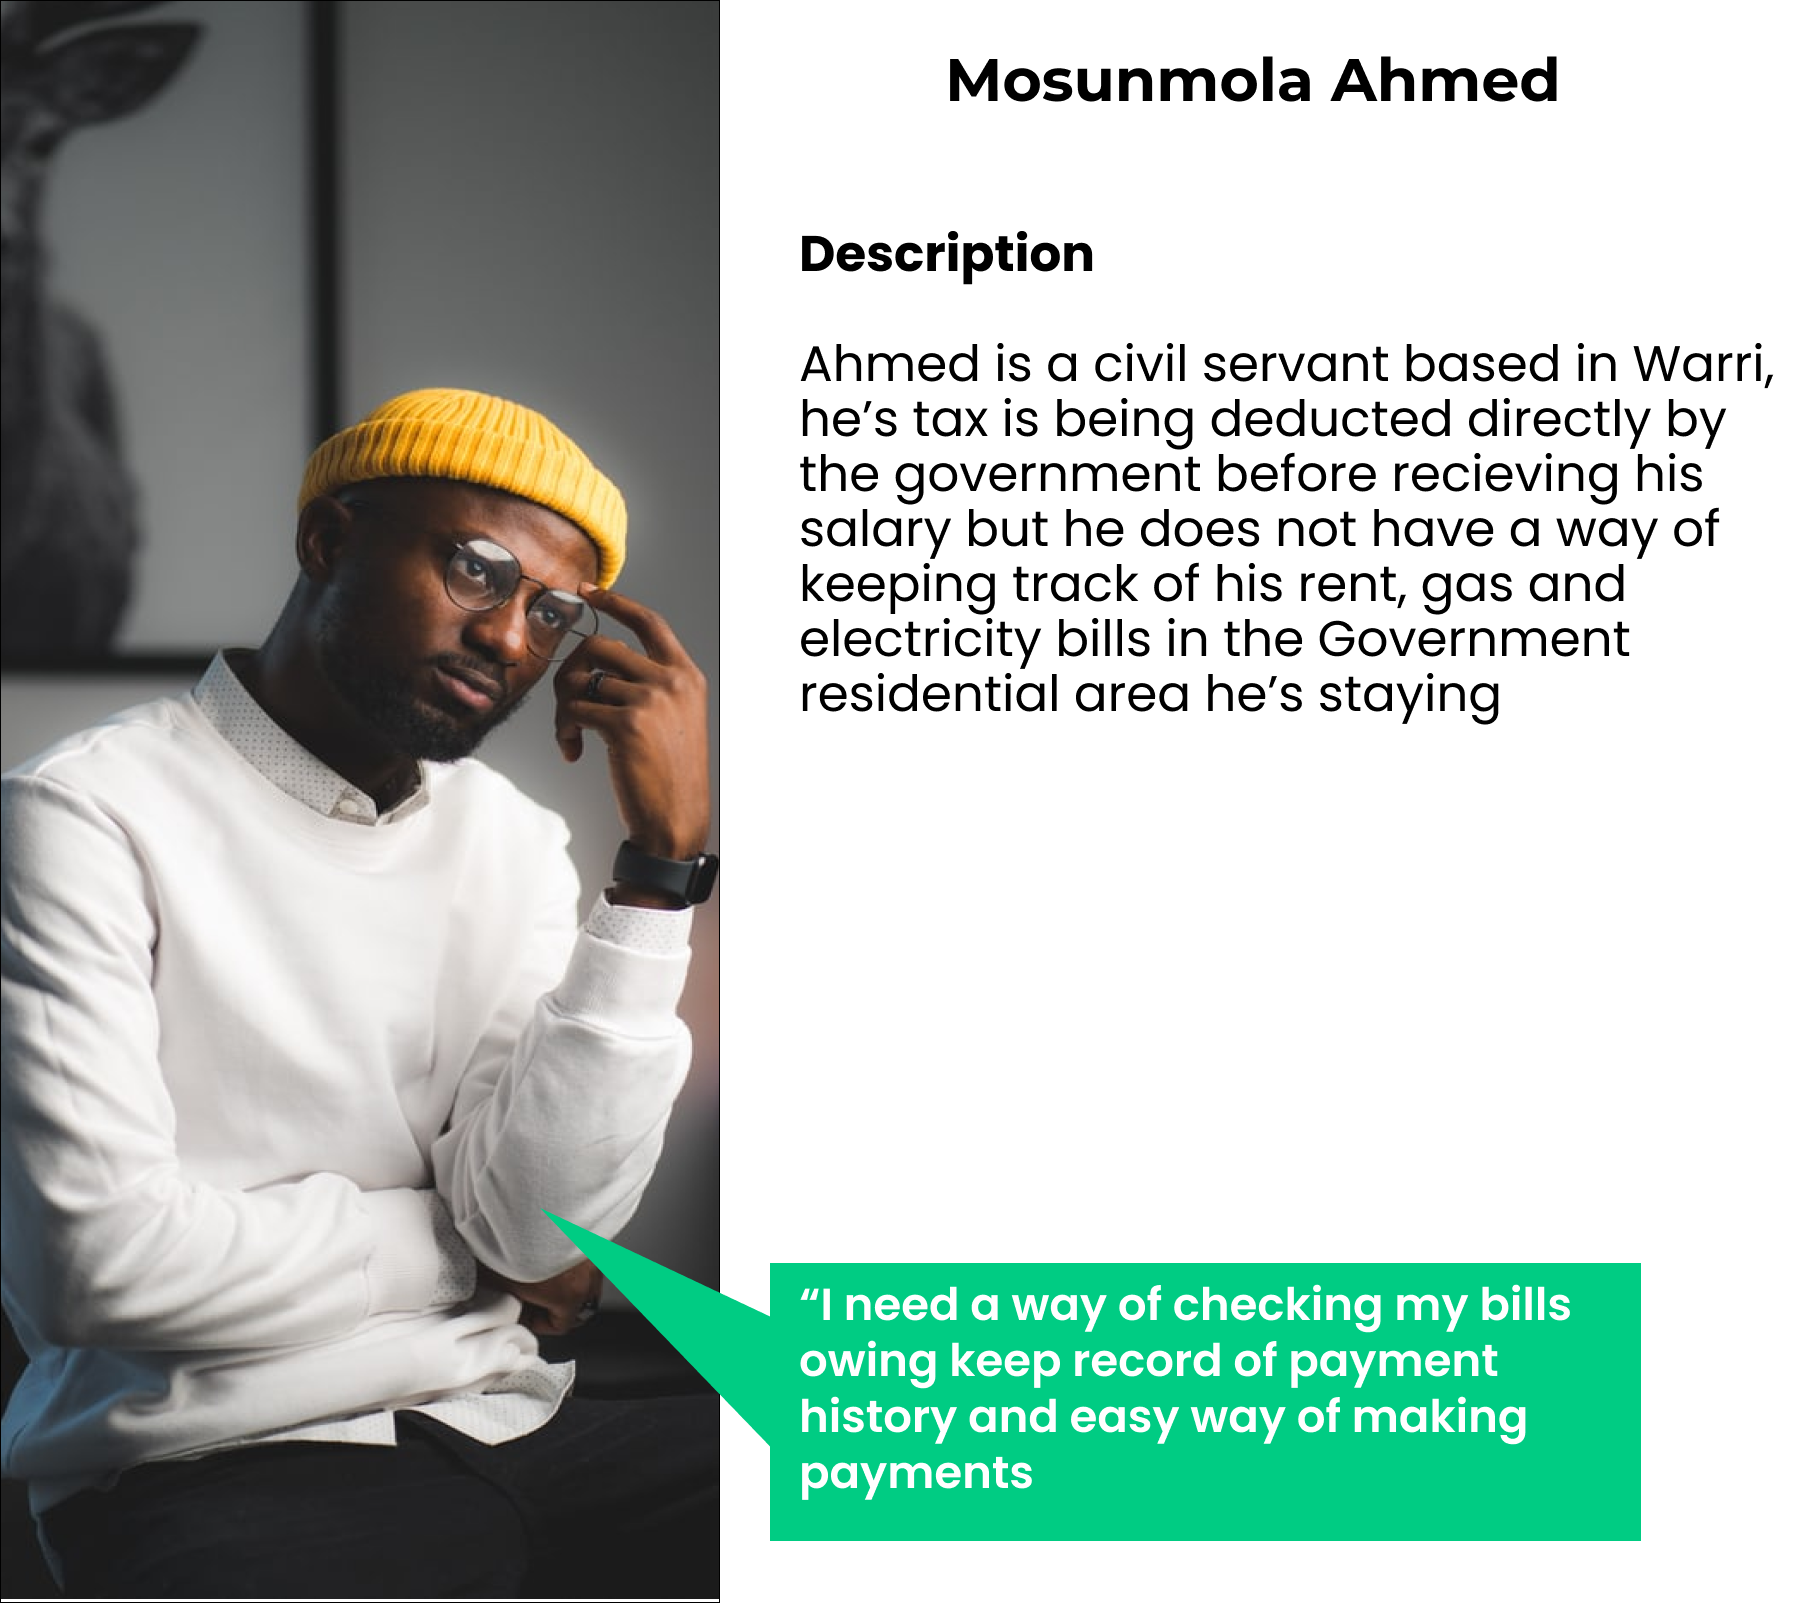 Mosunmola Ahmed
Description
Ahmed is a civil servant based in Warri,
he’s tax is being deducted directly by
the government before recieving his
salary but he does not have a way of
keeping track of his rent, gas and
electricity bills in the Government
residential area he’s staying
“I need a way of checking my bills
owing keep record of payment
history and easy way of making
payments